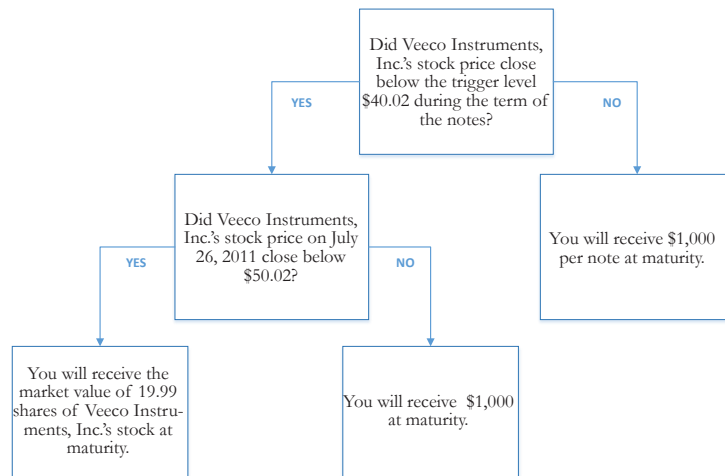 Did Veeco Instruments,
Inc.'s stock price close
below the trigger level
$40.02 during the term of
the notes?
YES
NO
Did Veeco Instruments,
Inc.'s stock price on July
26, 2011 close below
$50.02?
You will receive $1,000
per note at maturity.
YES
NO
You will receive the
market value of 19.99
shares of Veeco Instru-
ments, Inc.'s stock at
maturity.
You will receive $1,000
at maturity.